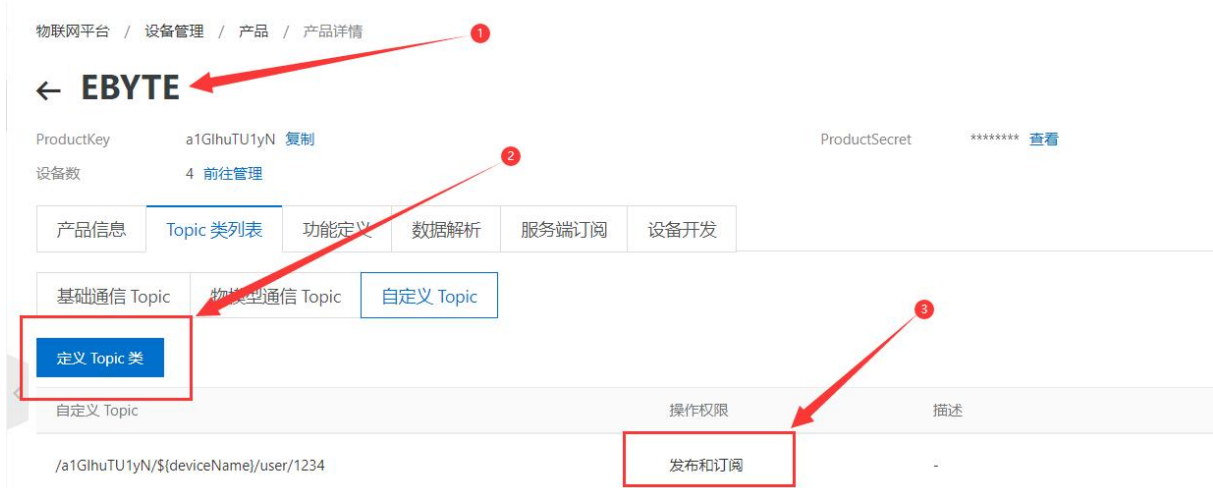 物联网平台 / 设备管理 / 产品 / 产品详情
1
← EBYTE
ProductKey a1GlhuTU1yN 复制 ProductSecret ******** 查看
2
设备数 4 前往管理
产品信息 Topic 类列表 功能定义 数据解析 服务端订阅 设备开发
基础通信 Topic 物模型通信 Topic 自定义 Topic
3
定义 Topic 类
自定义 Topic 操作权限 描述
/a1GlhuTU1yN/${deviceName}/user/1234 发布和订阅 -